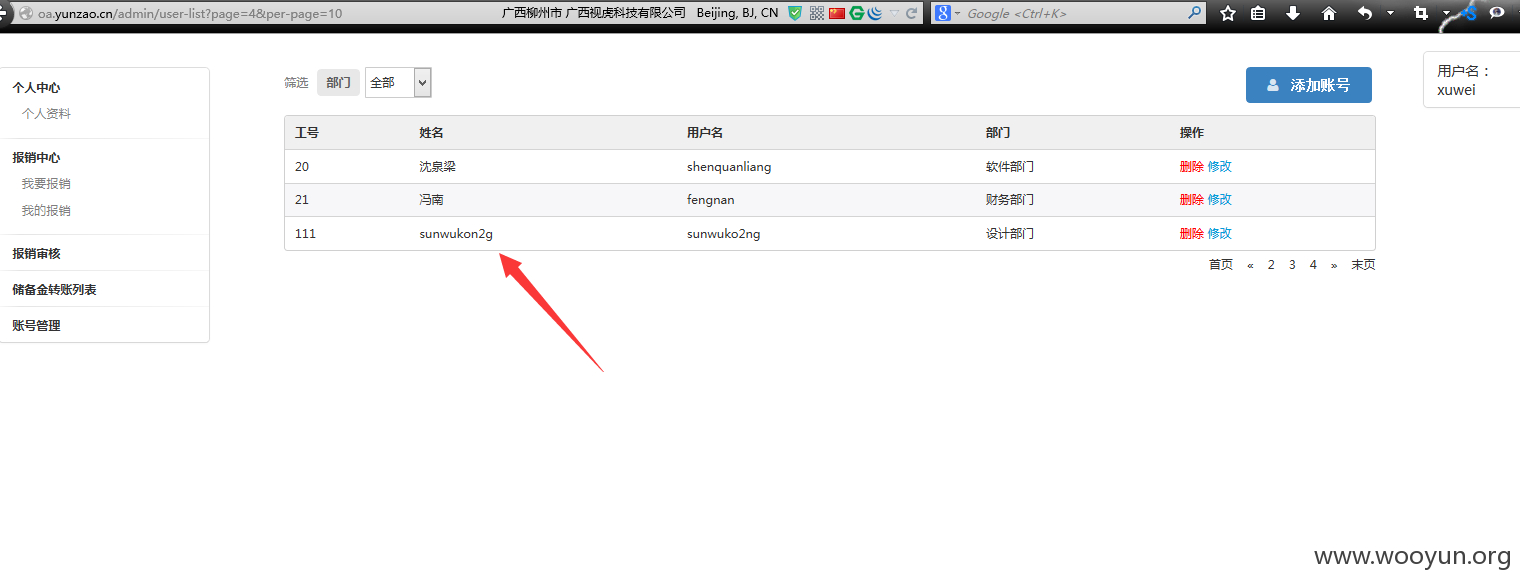 oa.yunzao.cn/admin/user-list?page=4&per-page=10 广西柳州市 广西视虎科技有限公司 Beijing, BJ, CN Google <Ctrl+K>
用户名：
xuwei
个人中心
个人资料
报销中心
我要报销
我的报销
报销审核
储备金转账列表
账号管理
筛选 部门 全部 添加账号
工号 姓名 用户名 部门 操作
20 沈泉梁 shenquanliang 软件部门 删除 修改
21 冯南 fengnan 财务部门 删除 修改
111 sunwukon2g sunwuko2ng 设计部门 删除 修改
首页 « 2 3 4 » 末页
www.wooyun.org